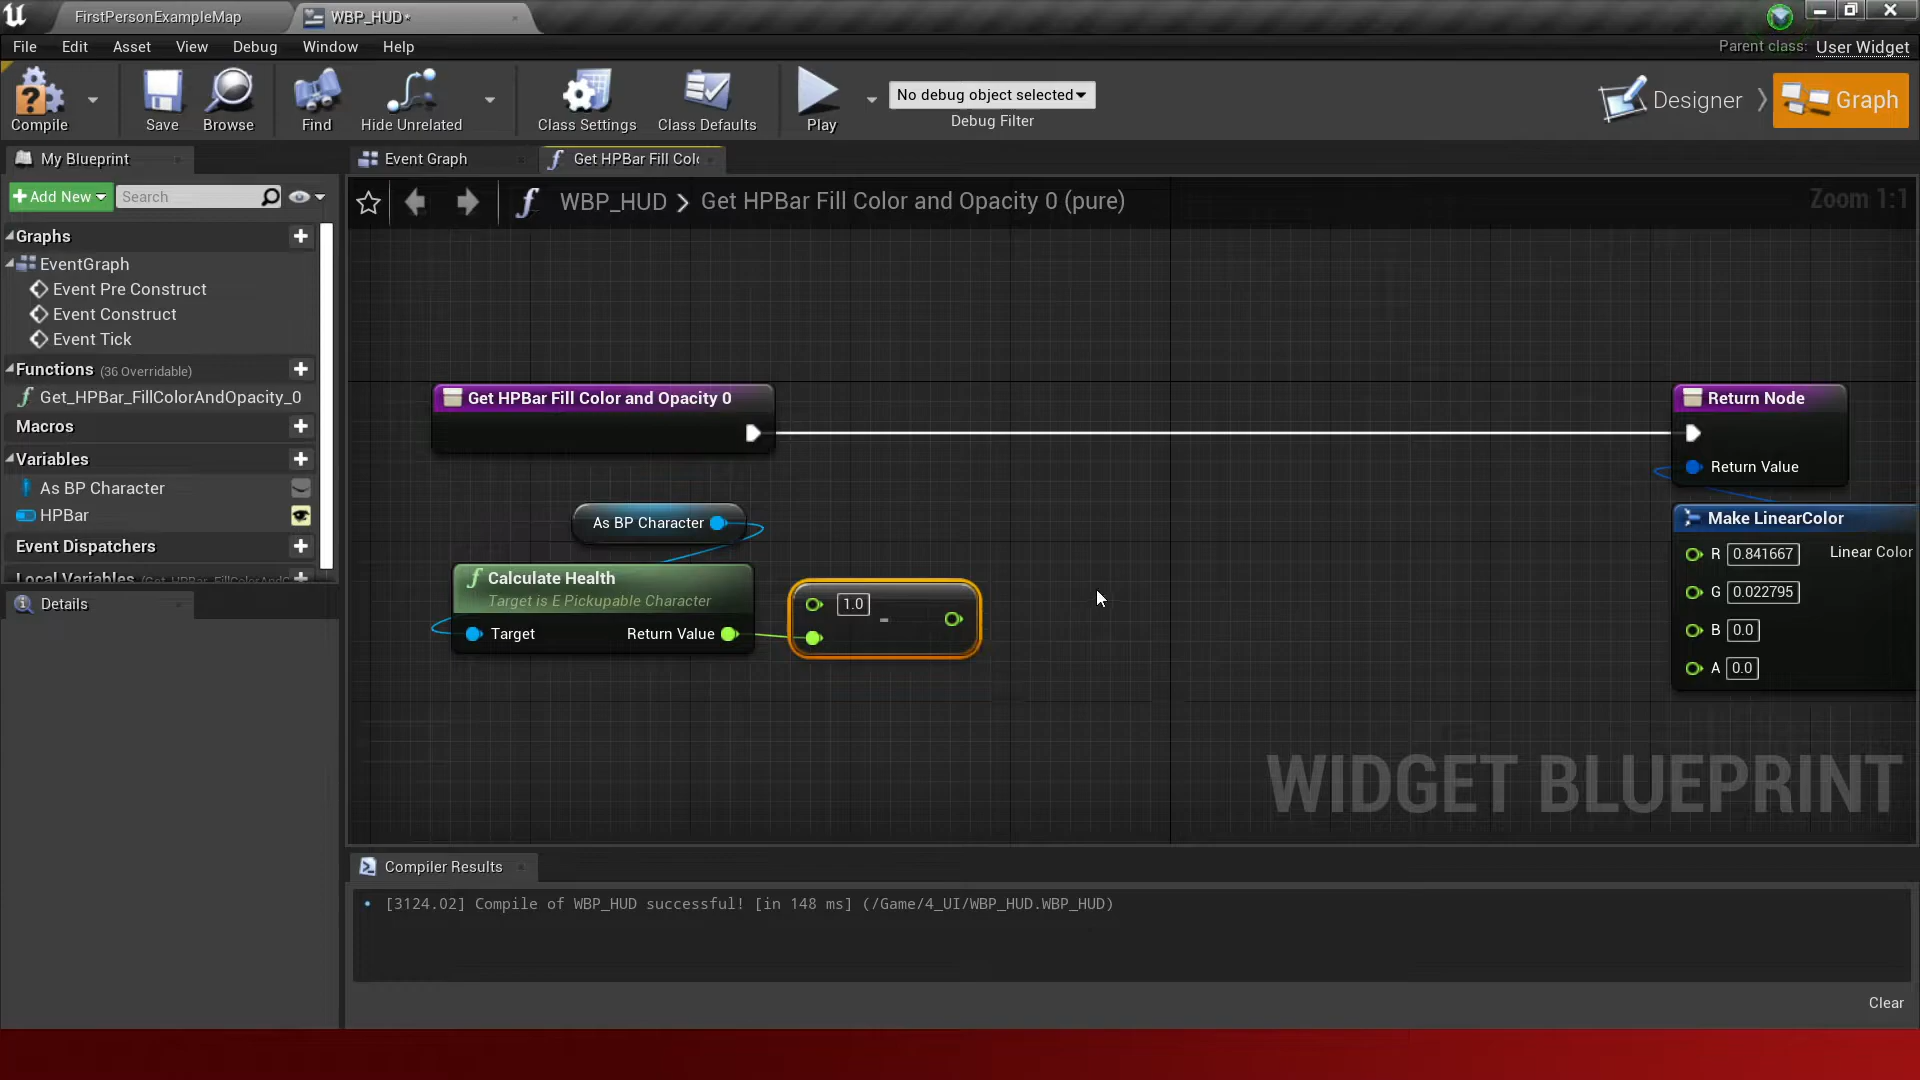 FirstPersonExampleMap
WBP_HUD*
File Edit Asset View Debug Window Help
Parent class: User Widget
Compile
Save
Browse
Find
Hide Unrelated
Class Settings
Class Defaults
Play
No debug object selected
Debug Filter
Designer
Graph
My Blueprint
Event Graph
Get HPBar Fill Col
Add New
Search
WBP_HUD > Get HPBar Fill Color and Opacity 0 (pure)
Zoom 1:1
Graphs
EventGraph
Event Pre Construct
Event Construct
Event Tick
Functions (36 Overridable)
Get_HPBar_FillColorAndOpacity_0
Macros
Variables
As BP Character
HPBar
Event Dispatchers
Local Variables
Details
Get HPBar Fill Color and Opacity 0
As BP Character
Calculate Health
Target is E Pickupable Character
Target
Return Value
1.0
-
Return Node
Return Value
Make LinearColor
R 0.841667
Linear Color
G 0.022795
B 0.0
A 0.0
WIDGET BLUEPRINT
Compiler Results
• [3124.02] Compile of WBP_HUD successful! [in 148 ms] (/Game/4_UI/WBP_HUD.WBP_HUD)
Clear